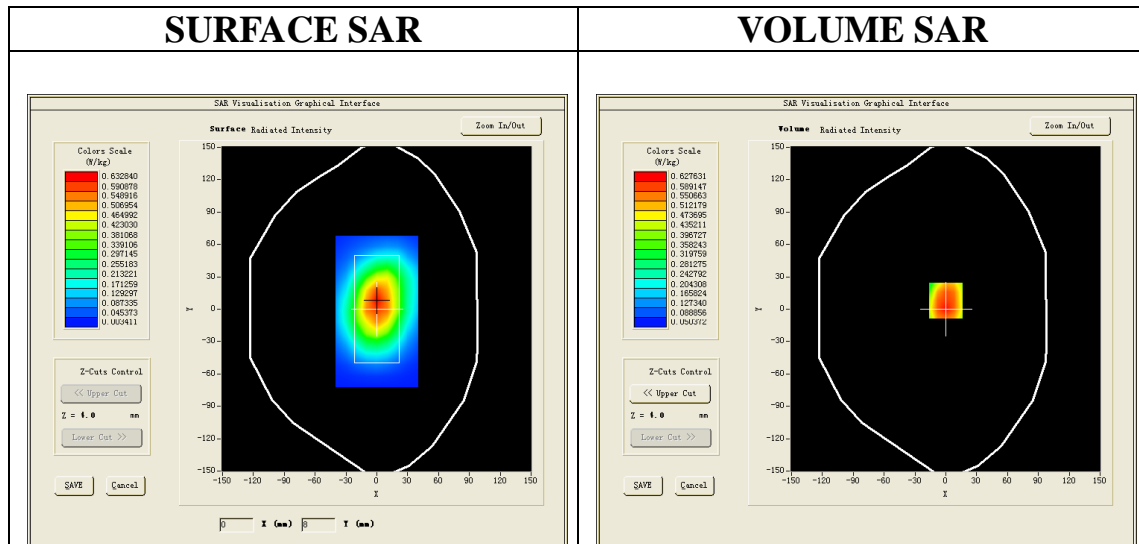 SURFACE SAR
VOLUME SAR
SAR Visualisation Graphical Interface
Surface Radiated Intensity
Zoom In/Out
Colors Scale
(W/kg)
0.632840
0.590878
0.548916
0.506954
0.464992
0.423030
0.381068
0.339106
0.297145
0.255183
0.213221
0.171259
0.129297
0.087335
0.045373
0.003411
Z-Cuts Control
<< Upper Cut
Z = 4.0 mm
Lower Cut >>
SAVE
Cancel
150
120
90
60
30
0
-30
-60
-90
-120
-150
Y
-150 -120 -90 -60 -30 0 30 60 90 120 150
X
0 X (mm) 8 Y (mm)
SAR Visualisation Graphical Interface
Volume Radiated Intensity
Zoom In/Out
Colors Scale
(W/kg)
0.627631
0.589147
0.550663
0.512179
0.473695
0.435211
0.396727
0.358243
0.319759
0.281275
0.242792
0.204308
0.165824
0.127340
0.088856
0.050372
Z-Cuts Control
<< Upper Cut
Z = 4.0 mm
Lower Cut >>
SAVE
Cancel
150
120
90
60
30
0
-30
-60
-90
-120
-150
Y
-150 -120 -90 -60 -30 0 30 60 90 120 150
X